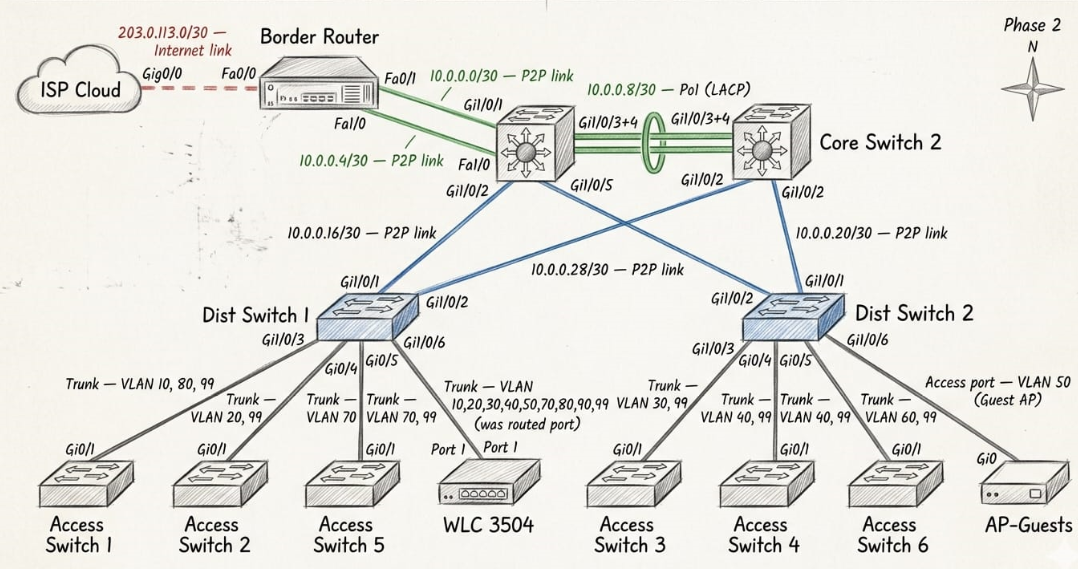 Phase 2
N
203.0.113.0/30 —
Internet link
Border Router
ISP Cloud
Gig0/0
Fa0/0
Fa0/1
10.0.0.0/30 — P2P link
Fa1/0
10.0.0.4/30 — P2P link
Gi1/0/1
Fa1/0
10.0.0.8/30 — Po1 (LACP)
Gi1/0/3+4
Gi1/0/3+4
Core Switch 2
Gi1/0/2
Gi1/0/5
Gi1/0/2
Gi1/0/2
10.0.0.16/30 — P2P link
10.0.0.20/30 — P2P link
10.0.0.28/30 — P2P link
Gi1/0/1
Gi1/0/2
Dist Switch 1
Gi1/0/3
Gi0/4
Gi0/5
Gi1/0/6
Gi1/0/1
Gi1/0/2
Dist Switch 2
Gi1/0/3
Gi0/4
Gi0/5
Gi1/0/6
Trunk — VLAN 10, 80, 99
Trunk —
VLAN 20, 99
Trunk —
VLAN 70
Trunk —
VLAN 70, 99
Trunk — VLAN
10,20,30,40,50,70,80,90,99
(was routed port)
Trunk —
VLAN 30, 99
Trunk —
VLAN 40, 99
Trunk —
VLAN 40, 99
Trunk —
VLAN 60, 99
Access port — VLAN 50
(Guest AP)
Gi0/1
Gi0/1
Gi0/1
Port 1
Port 1
Gi0/1
Gi0/1
Gi0/1
Gi0
Access
Switch 1
Access
Switch 2
Access
Switch 5
WLC 3504
Access
Switch 3
Access
Switch 4
Access
Switch 6
AP-Guests